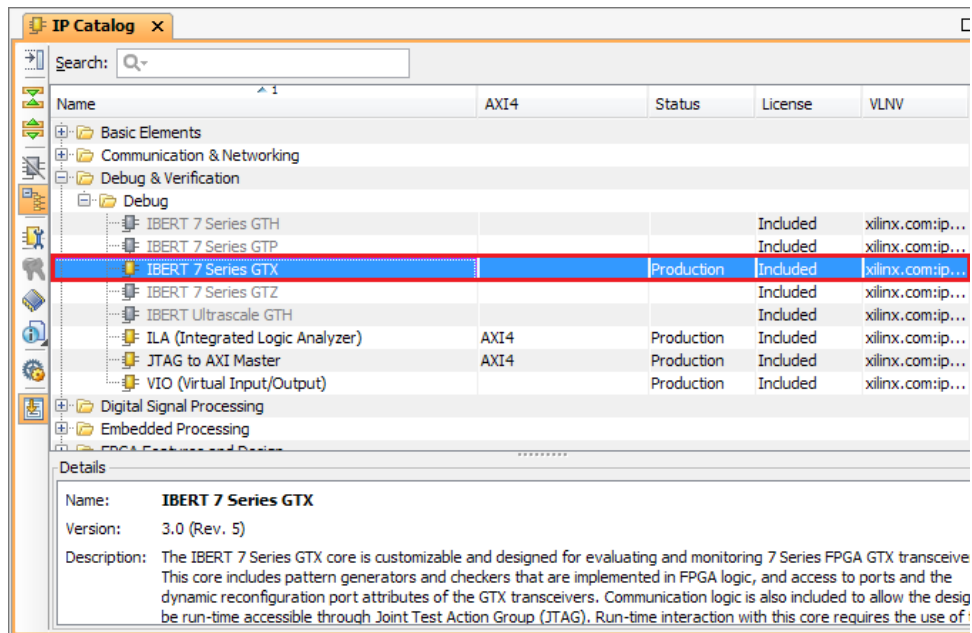 IP Catalog
Search:
Name 1 AXI4 Status License VLNV
Basic Elements
Communication & Networking
Debug & Verification
Debug
IBERT 7 Series GTH Included xilinx.com:ip...
IBERT 7 Series GTP Included xilinx.com:ip...
IBERT 7 Series GTX Production Included xilinx.com:ip...
IBERT 7 Series GTZ Included xilinx.com:ip...
IBERT Ultrascale GTH Included xilinx.com:ip...
ILA (Integrated Logic Analyzer) AXI4 Production Included xilinx.com:ip...
JTAG to AXI Master AXI4 Production Included xilinx.com:ip...
VIO (Virtual Input/Output) Production Included xilinx.com:ip...
Digital Signal Processing
Embedded Processing
FPGA Features and Design
Details
Name: IBERT 7 Series GTX
Version: 3.0 (Rev. 5)
Description: The IBERT 7 Series GTX core is customizable and designed for evaluating and monitoring 7 Series FPGA GTX transceive
This core includes pattern generators and checkers that are implemented in FPGA logic, and access to ports and the
dynamic reconfiguration port attributes of the GTX transceivers. Communication logic is also included to allow the desig
be run-time accessible through Joint Test Action Group (JTAG). Run-time interaction with this core requires the use of